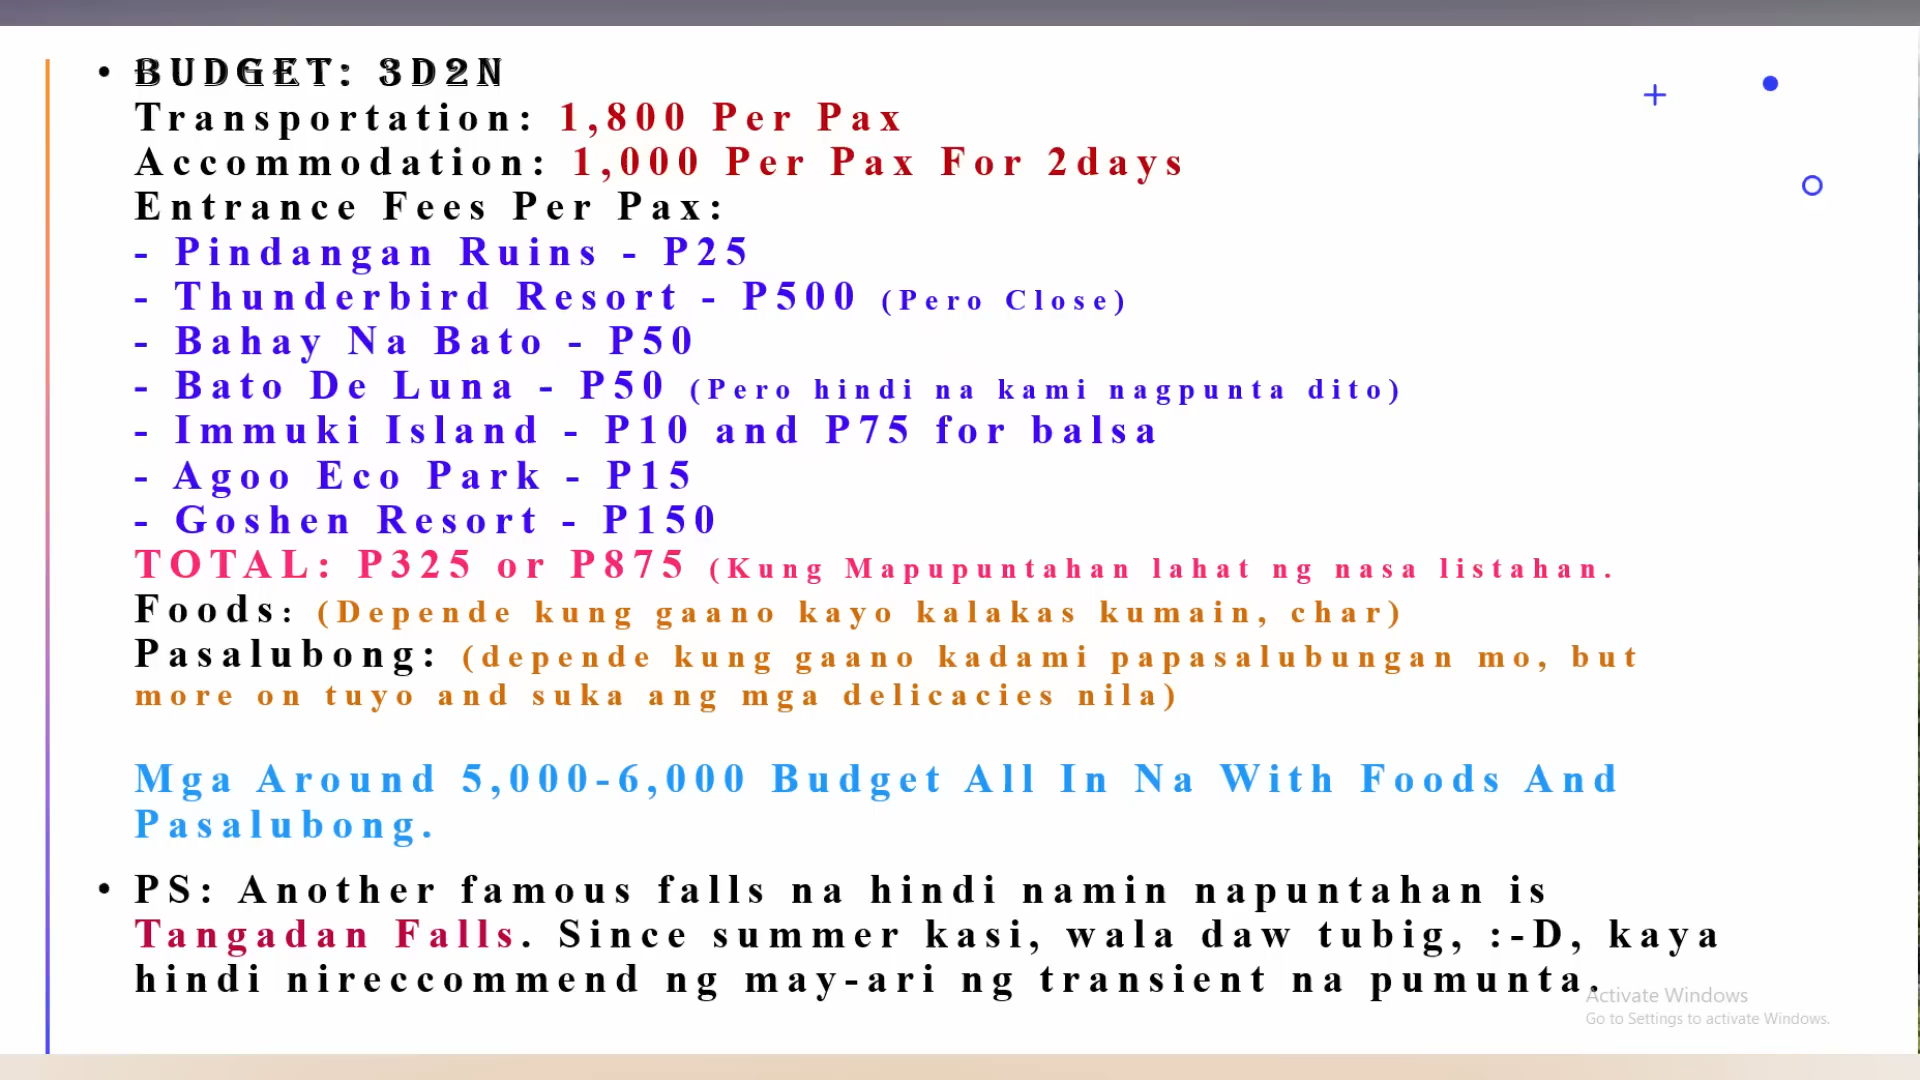 • BUDGET: 3D2N
Transportation: 1,800 Per Pax
Accommodation: 1,000 Per Pax For 2days
Entrance Fees Per Pax:
- Pindangan Ruins - P25
- Thunderbird Resort - P500 (Pero Close)
- Bahay Na Bato - P50
- Bato De Luna - P50 (Pero hindi na kami nagpunta dito)
- Immuki Island - P10 and P75 for balsa
- Agoo Eco Park - P15
- Goshen Resort - P150
TOTAL: P325 or P875 (Kung Mapupuntahan lahat ng nasa listahan.
Foods: (Depende kung gaano kayo kalakas kumain, char)
Pasalubong: (depende kung gaano kadami papasalubungan mo, but
more on tuyo and suka ang mga delicacies nila)
Mga Around 5,000-6,000 Budget All In Na With Foods And
Pasalubong.
• PS: Another famous falls na hindi namin napuntahan is
Tangadan Falls. Since summer kasi, wala daw tubig, :-D, kaya
hindi nireccommend ng may-ari ng transient na pumunta.
Activate Windows
Go to Settings to activate Windows.